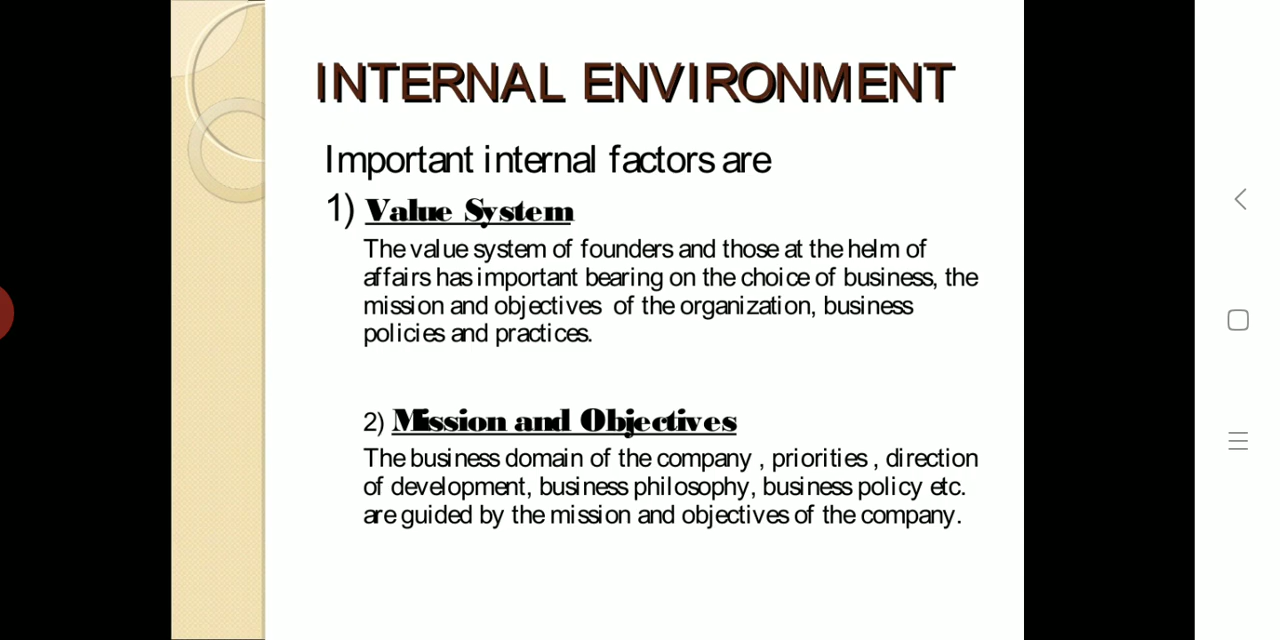 INTERNAL ENVIRONMENT
Important internal factors are
1) Value System
The value system of founders and those at the helm of
affairs has important bearing on the choice of business, the
mission and objectives of the organization, business
policies and practices.
2) Mission and Objectives
The business domain of the company , priorities , direction
of development, business philosophy, business policy etc.
are guided by the mission and objectives of the company.